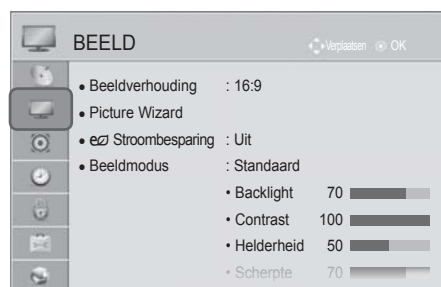 BEELD Verplaatsen OK
• Beeldverhouding : 16:9
• Picture Wizard
• Stroombesparing : Uit
• Beeldmodus : Standaard
• Backlight 70
• Contrast 100
• Helderheid 50
• Scherpte 70